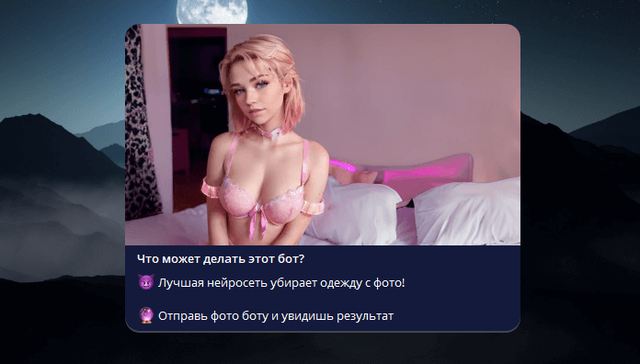 Что может делать этот бот?
😈 Лучшая нейросеть убирает одежду с фото!
🔮 Отправь фото боту и увидишь результат